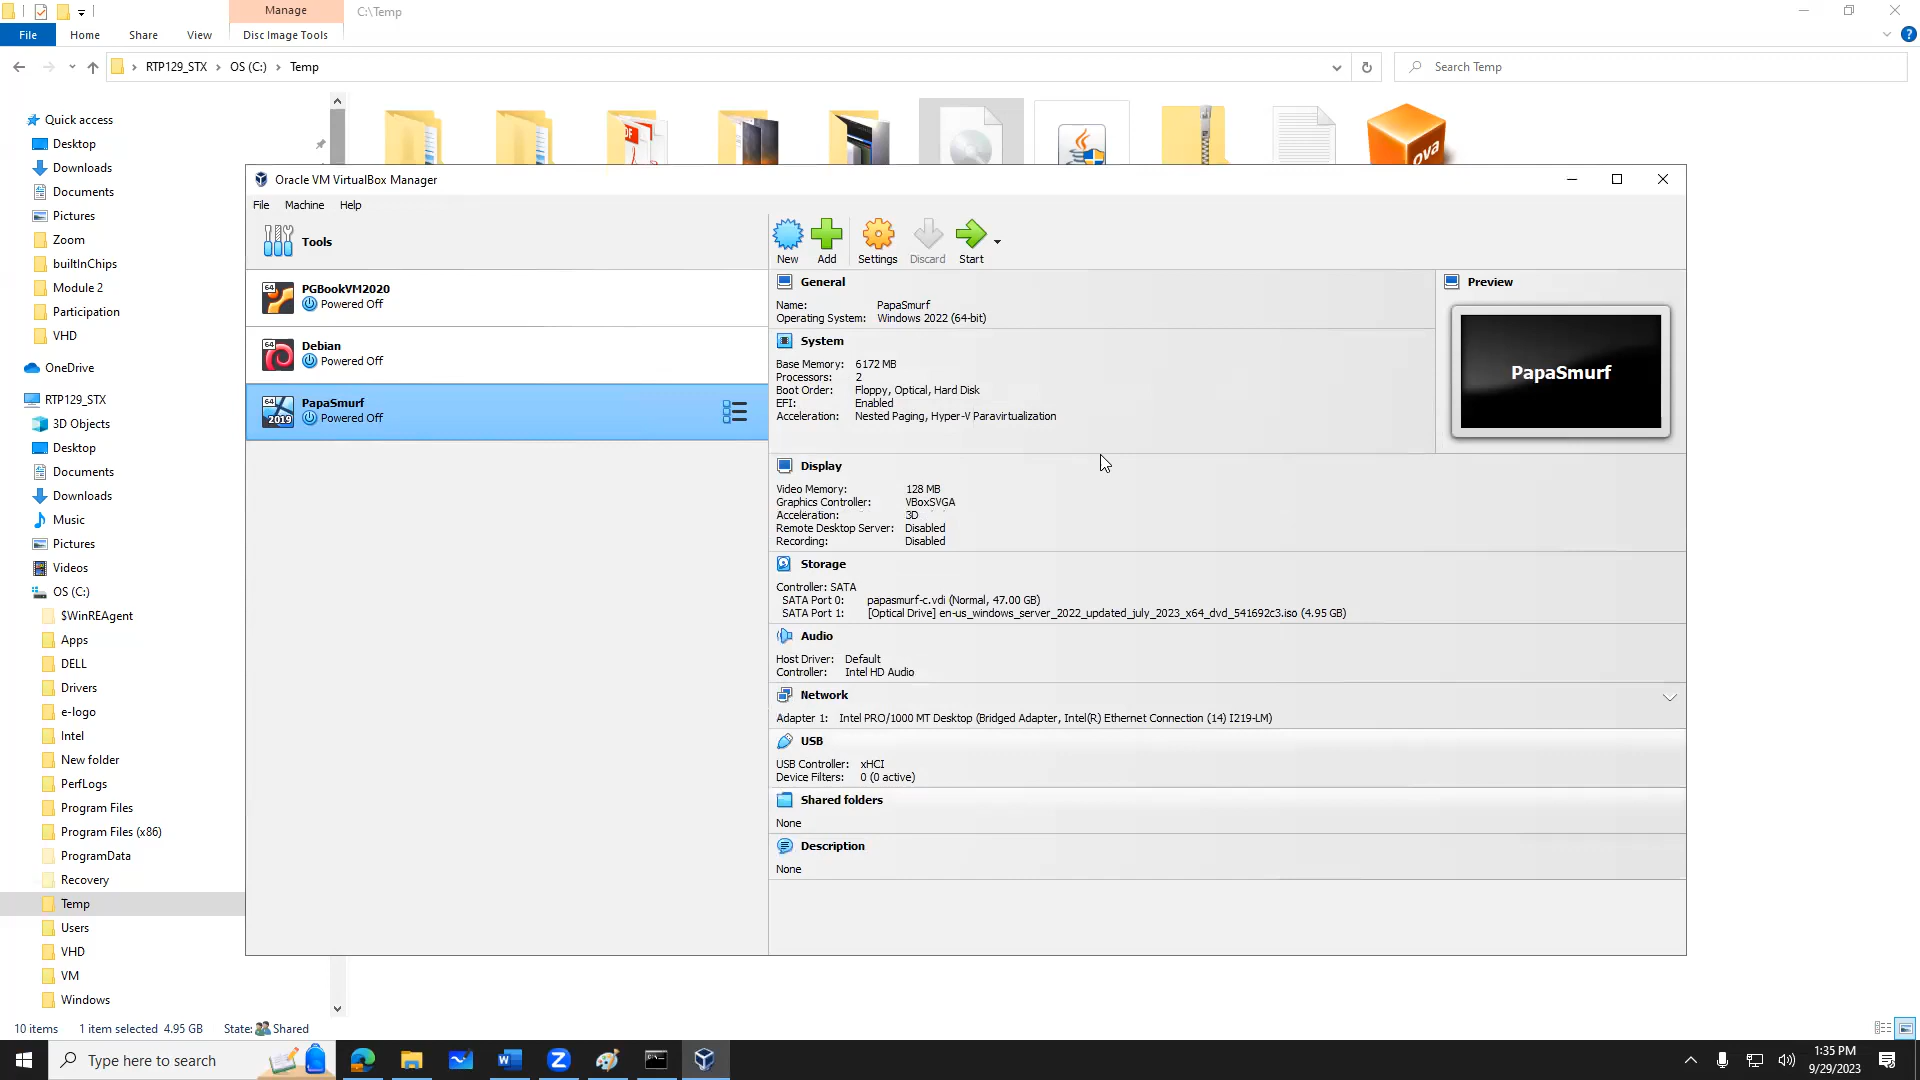 Manage
C:\Temp
File
Home
Share
View
Disc Image Tools
RTP129_STX
OS (C:)
Temp
Search Temp
Quick access
Desktop
Downloads
Documents
Pictures
Zoom
builtInChips
Module 2
Participation
VHD
OneDrive
RTP129_STX
3D Objects
Desktop
Documents
Downloads
Music
Pictures
Videos
OS (C:)
$WinREAgent
Apps
DELL
Drivers
e-logo
Intel
New folder
PerfLogs
Program Files
Program Files (x86)
ProgramData
Recovery
Temp
Users
VHD
VM
Windows
PDF
ova
Oracle VM VirtualBox Manager
File
Machine
Help
Tools
64
PGBookVM2020
Powered Off
64
Debian
Powered Off
64
2019
PapaSmurf
Powered Off
New
Add
Settings
Discard
Start
General
Name: PapaSmurf
Operating System: Windows 2022 (64-bit)
System
Base Memory: 6172 MB
Processors: 2
Boot Order: Floppy, Optical, Hard Disk
EFI: Enabled
Acceleration: Nested Paging, Hyper-V Paravirtualization
Preview
PapaSmurf
Display
Video Memory: 128 MB
Graphics Controller: VBoxSVGA
Acceleration: 3D
Remote Desktop Server: Disabled
Recording: Disabled
Storage
Controller: SATA
SATA Port 0: papasmurf-c.vdi (Normal, 47.00 GB)
SATA Port 1: [Optical Drive] en-us_windows_server_2022_updated_july_2023_x64_dvd_541692c3.iso (4.95 GB)
Audio
Host Driver: Default
Controller: Intel HD Audio
Network
Adapter 1: Intel PRO/1000 MT Desktop (Bridged Adapter, Intel(R) Ethernet Connection (14) I219-LM)
USB
USB Controller: xHCI
Device Filters: 0 (0 active)
Shared folders
None
Description
None
10 items
1 item selected 4.95 GB
State: Shared
Type here to search
1:35 PM
9/29/2023